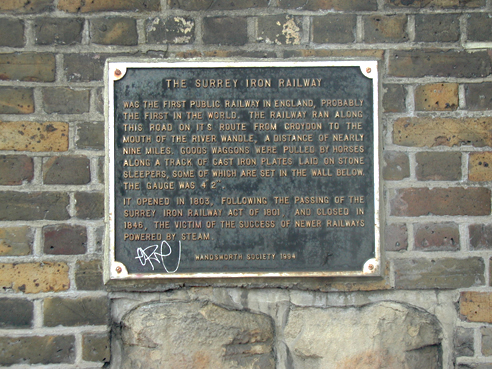 THE SURREY IRON RAILWAY
WAS THE FIRST PUBLIC RAILWAY IN ENGLAND, PROBABLY
THE FIRST IN THE WORLD. THE RAILWAY RAN ALONG
THIS ROAD ON ITS ROUTE FROM CROYDON TO THE
MOUTH OF THE RIVER WANDLE, A DISTANCE OF NEARLY
NINE MILES. GOODS WAGGONS WERE PULLED BY HORSES
ALONG A TRACK OF CAST IRON PLATES LAID ON STONE
SLEEPERS, SOME OF WHICH ARE SET IN THE WALL BELOW.
THE GAUGE WAS 4' 2".
IT OPENED IN 1803, FOLLOWING THE PASSING OF THE
SURREY IRON RAILWAY ACT OF 1801, AND CLOSED IN
1846, THE VICTIM OF THE SUCCESS OF NEWER RAILWAYS
POWERED BY STEAM.
WANDSWORTH SOCIETY 1994